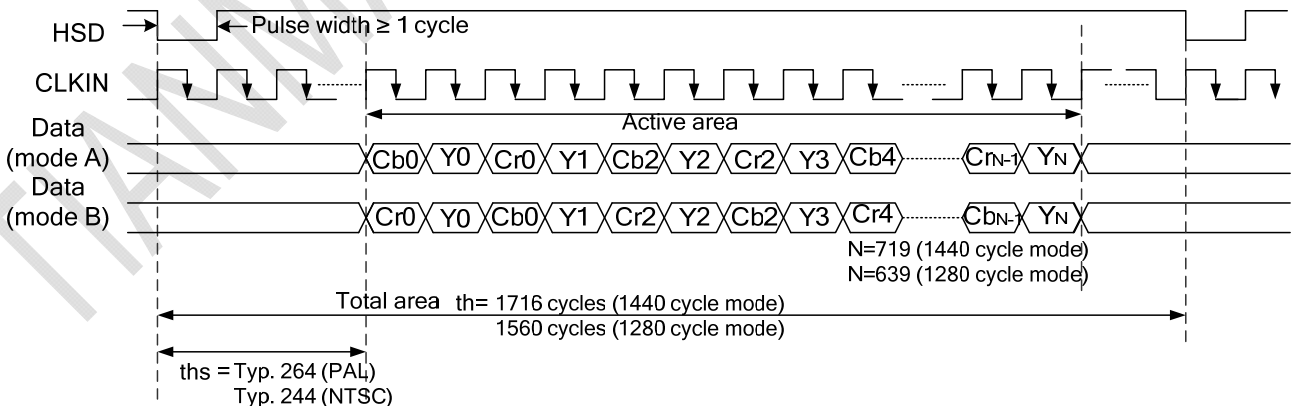 HSD
Pulse width ≥ 1 cycle
CLKIN
Active area
Data
(mode A)
Cb0 Y0 Cr0 Y1 Cb2 Y2 Cr2 Y3 Cb4 CrN-1 YN
Data
(mode B)
Cr0 Y0 Cb0 Y1 Cr2 Y2 Cb2 Y3 Cr4 CbN-1 YN
N=719 (1440 cycle mode)
N=639 (1280 cycle mode)
Total area th= 1716 cycles (1440 cycle mode)
1560 cycles (1280 cycle mode)
ths = Typ. 264 (PAL)
Typ. 244 (NTSC)